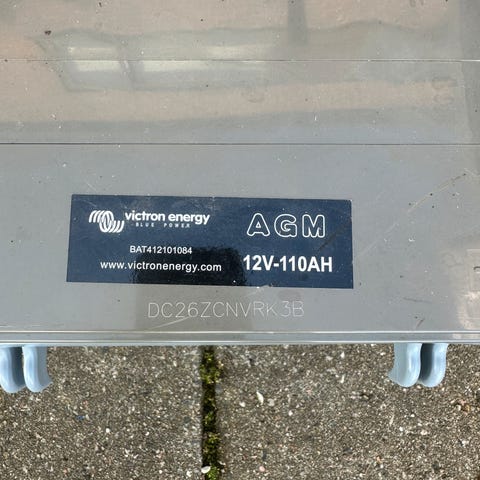 victron energy
BLUE POWER
AGM
BAT412101084
www.victronenergy.com
12V-110AH
DC26ZCNVRK3B